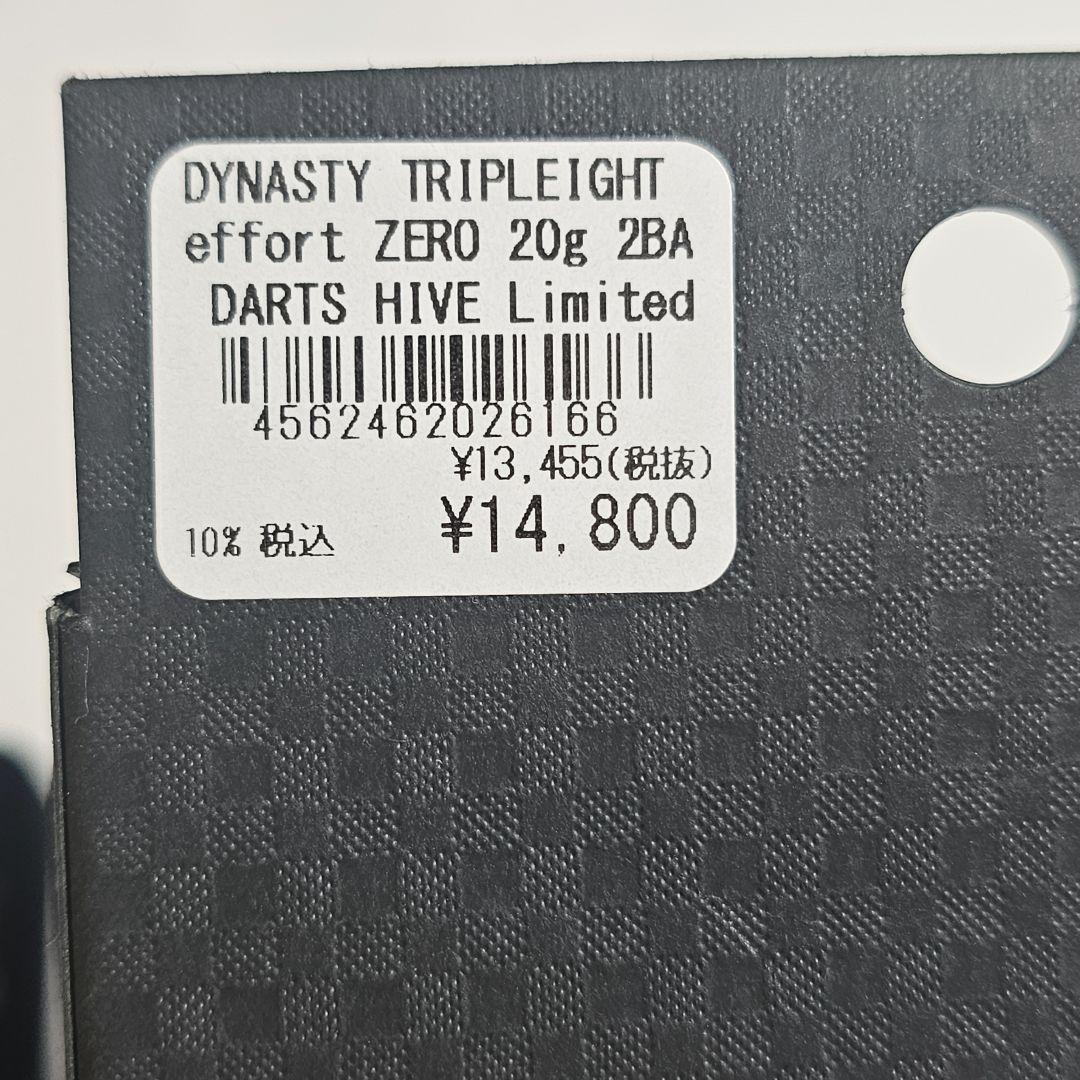 DYNASTY TRIPLEIGHT
effort ZERO 20g 2BA
DARTS HIVE Limited
4562462026166
¥13,455(税抜)
10% 税込 ¥14,800